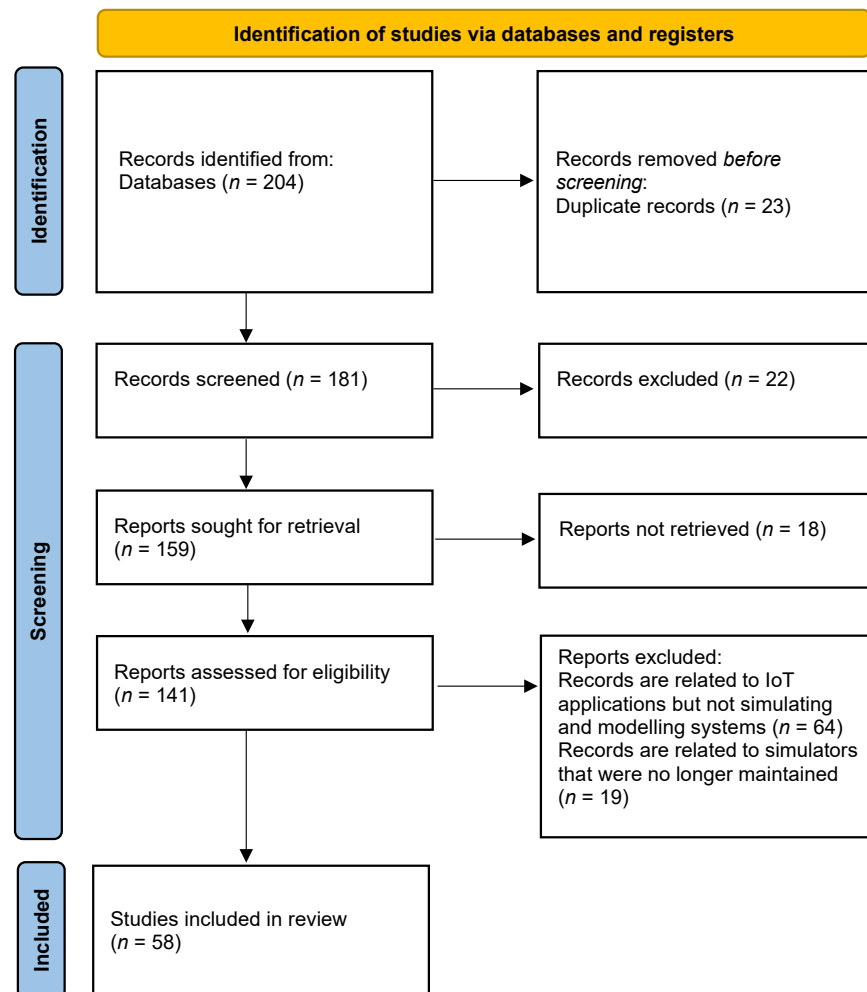 Identification of studies via databases and registers
Identification
Records identified from:
Databases (n = 204)
Records removed before
screening:
Duplicate records (n = 23)
Screening
Records screened (n = 181)
Records excluded (n = 22)
Reports sought for retrieval
(n = 159)
Reports not retrieved (n = 18)
Reports assessed for eligibility
(n = 141)
Reports excluded:
Records are related to IoT
applications but not simulating
and modelling systems (n = 64)
Records are related to simulators
that were no longer maintained
(n = 19)
Included
Studies included in review
(n = 58)